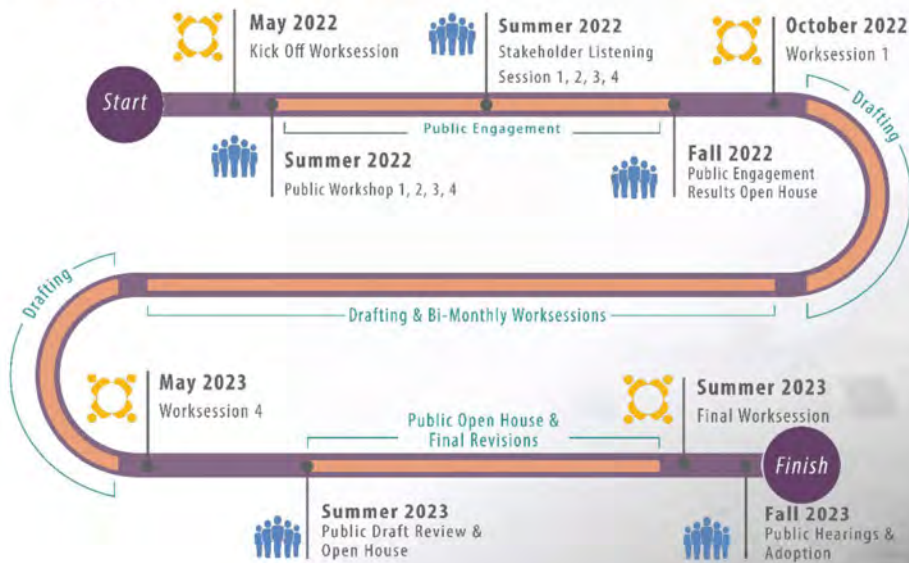 May 2022
Kick Off Worksession
Summer 2022
Stakeholder Listening
Session 1, 2, 3, 4
October 2022
Worksession 1
Start
Public Engagement
Drafting
Summer 2022
Public Workshop 1, 2, 3, 4
Fall 2022
Public Engagement
Results Open House
Drafting
Drafting & Bi-Monthly Worksessions
May 2023
Worksession 4
Public Open House &
Final Revisions
Summer 2023
Final Worksession
Finish
Summer 2023
Public Draft Review &
Open House
Fall 2023
Public Hearings &
Adoption